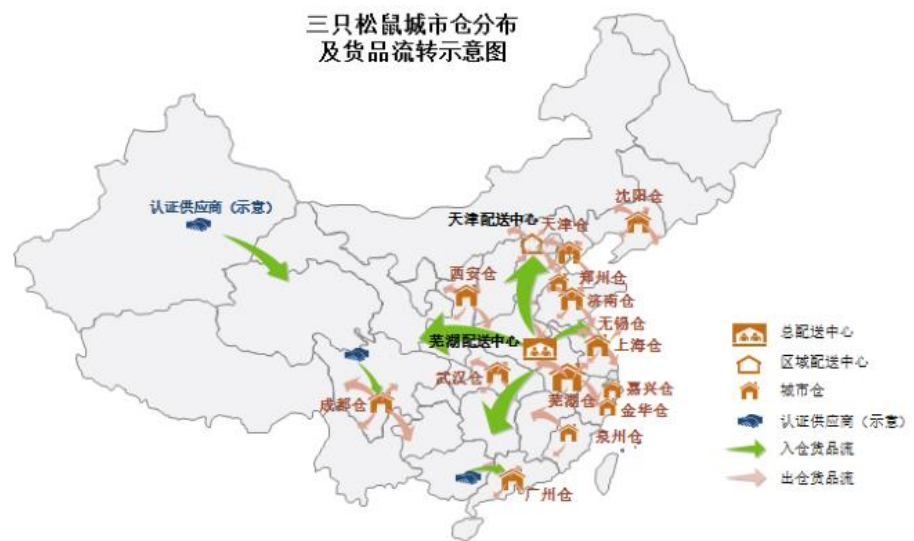 三只松鼠城市仓分布
及货品流转示意图
认证供应商（示意）
沈阳仓
天津配送中心
天津仓
西安仓
郑州仓
济南仓
无锡仓
芜湖配送中心
上海仓
武汉仓
成都仓
芜湖仓
嘉兴仓
金华仓
泉州仓
广州仓
总配送中心
区域配送中心
城市仓
认证供应商（示意）
入仓货品流
出仓货品流